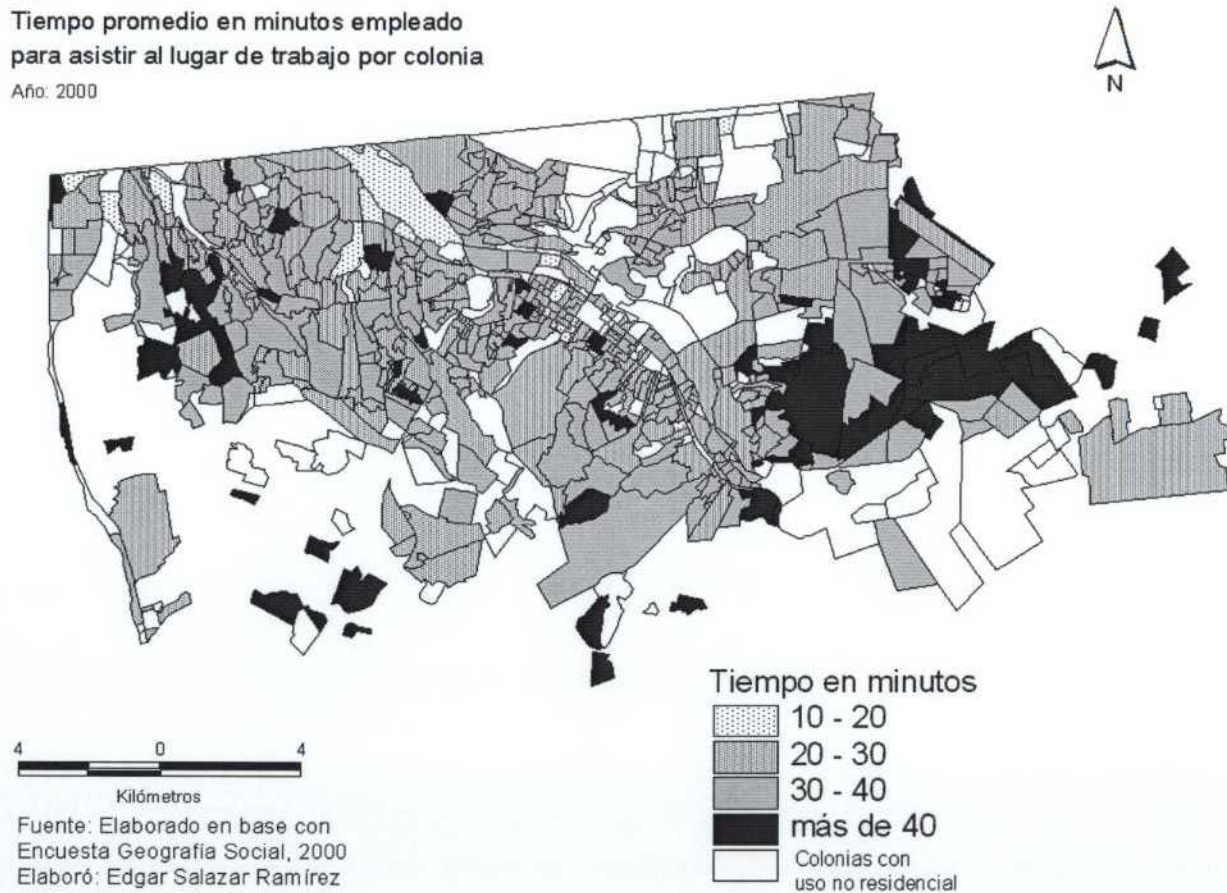 Tiempo promedio en minutos empleado
para asistir al lugar de trabajo por colonia
Año: 2000
N
4 0 4
Kilómetros
Fuente: Elaborado en base con
Encuesta Geografía Social, 2000
Elaboró: Edgar Salazar Ramírez
Tiempo en minutos
10 - 20
20 - 30
30 - 40
más de 40
Colonias con
uso no residencial